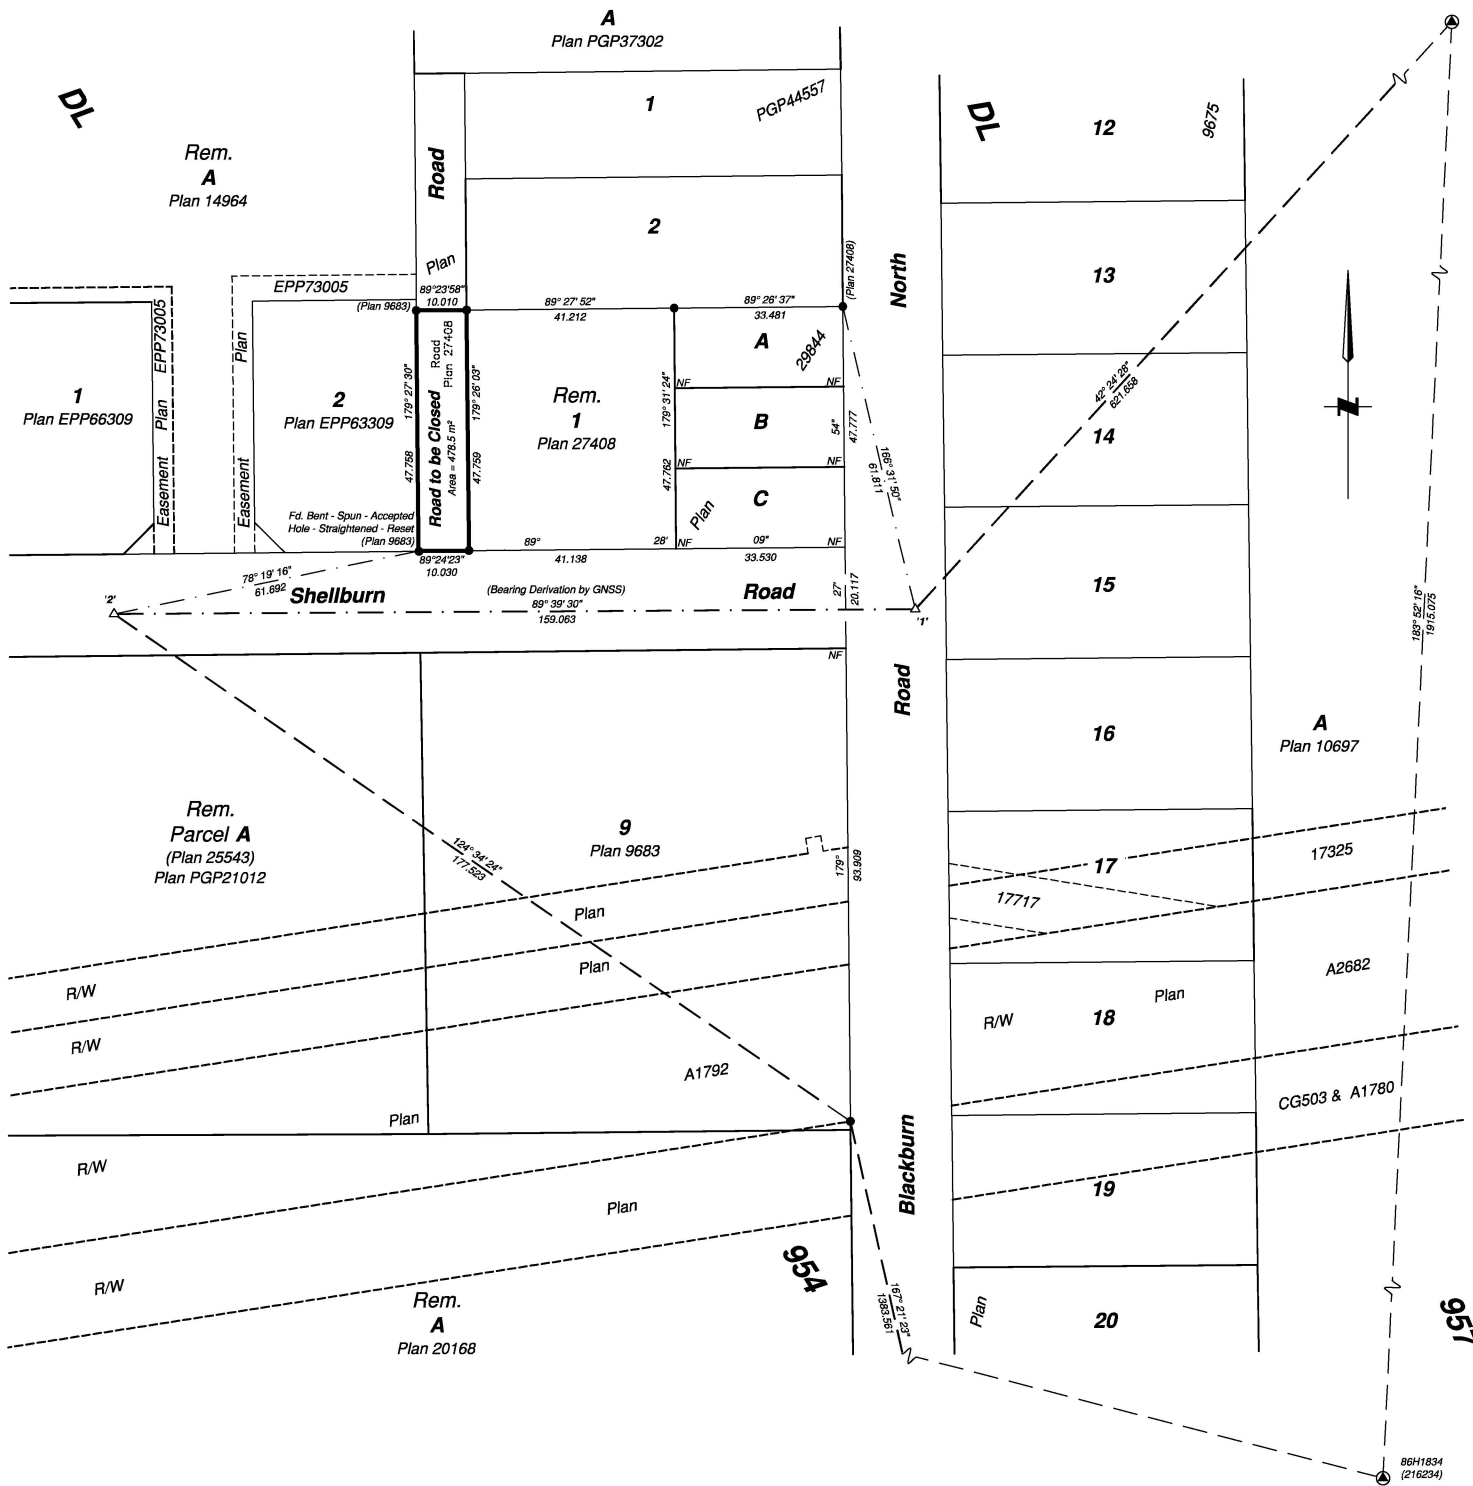 A
Plan PGP37302
DL
Rem.
A
Plan 14964
Road
Plan
1
PGP44557
2
(Plan 27408)
North
DL
12
9675
13
14
15
16
17
18
19
20
Plan
42° 24' 28"
621.658
183° 52' 16"
1915.075
EPP73005
(Plan 9683)
89°23'58"
10.010
89° 27' 52"
41.212
89° 26' 37"
33.481
1
Plan EPP66309
Easement Plan EPP73005
Easement Plan
2
Plan EPP63309
179° 27' 30"
47.758
Road to be Closed
Area = 478.5 m²
Road
Plan 27408
179° 26' 03"
47.759
Rem.
1
Plan 27408
179° 31' 24"
47.762
A
29844
NF
NF
B
NF
NF
C
Plan
NF
NF
54"
47.777
166° 31' 50"
61.811
Fd. Bent - Spun - Accepted
Hole - Straightened - Reset
(Plan 9683)
89°24'23"
10.030
89° 28' 09"
41.138
33.530
78° 19' 16"
61.692
'2'
Shellburn Road
(Bearing Derivation by GNSS)
89° 39' 30"
159.063
27'
20.117
'1'
NF
Road
A
Plan 10697
Rem.
Parcel A
(Plan 25543)
Plan PGP21012
124° 34' 24"
177.523
9
Plan 9683
179°
93.909
17325
17717
Plan
Plan
R/W
R/W
A2682
R/W
Plan
A1792
CG503 & A1780
Plan
R/W
Plan
Blackburn
R/W
954
957
167° 21' 23"
1383.561
Rem.
A
Plan 20168
86H1834
(216234)